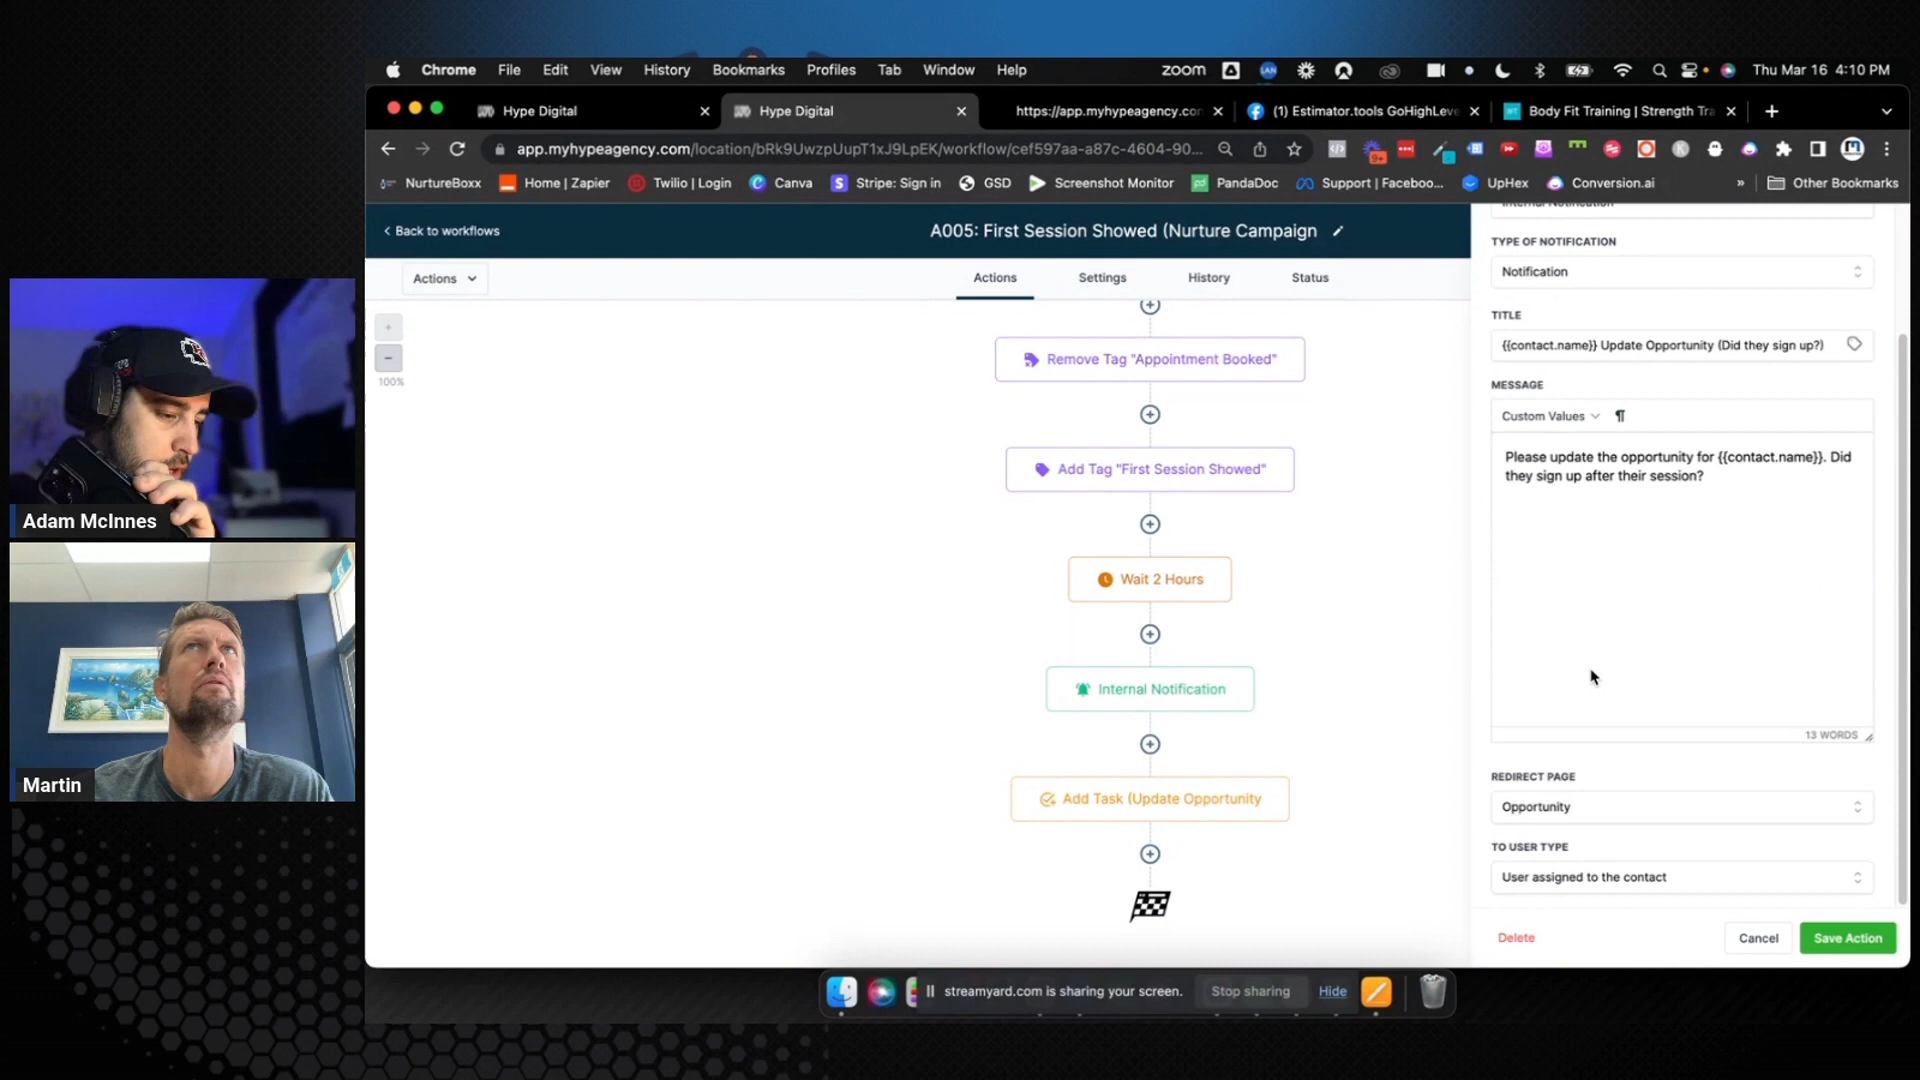 Chrome File Edit View History Bookmarks Profiles Tab Window Help
zoom LAN Thu Mar 16 4:10 PM
Hype Digital
Hype Digital
https://app.myhypeagency.con
(1) Estimator.tools GoHighLeve
Body Fit Training | Strength Tra
app.myhypeagency.com/location/bRk9UwzpUupT1xJ9LpEK/workflow/cef597aa-a87c-4604-90...
9+
NurtureBoxx Home | Zapier Twilio | Login Canva Stripe: Sign in GSD Screenshot Monitor PandaDoc Support | Faceboo... UpHex Conversion.ai » Other Bookmarks
Back to workflows
A005: First Session Showed (Nurture Campaign
Actions
Actions Settings History Status
100%
Remove Tag "Appointment Booked"
Add Tag "First Session Showed"
Wait 2 Hours
Internal Notification
Add Task (Update Opportunity
TYPE OF NOTIFICATION
Notification
TITLE
{{contact.name}} Update Opportunity (Did they sign up?)
MESSAGE
Custom Values ¶
Please update the opportunity for {{contact.name}}. Did
they sign up after their session?
13 WORDS
REDIRECT PAGE
Opportunity
TO USER TYPE
User assigned to the contact
Delete
Cancel
Save Action
Adam McInnes
Martin
streamyard.com is sharing your screen.
Stop sharing
Hide